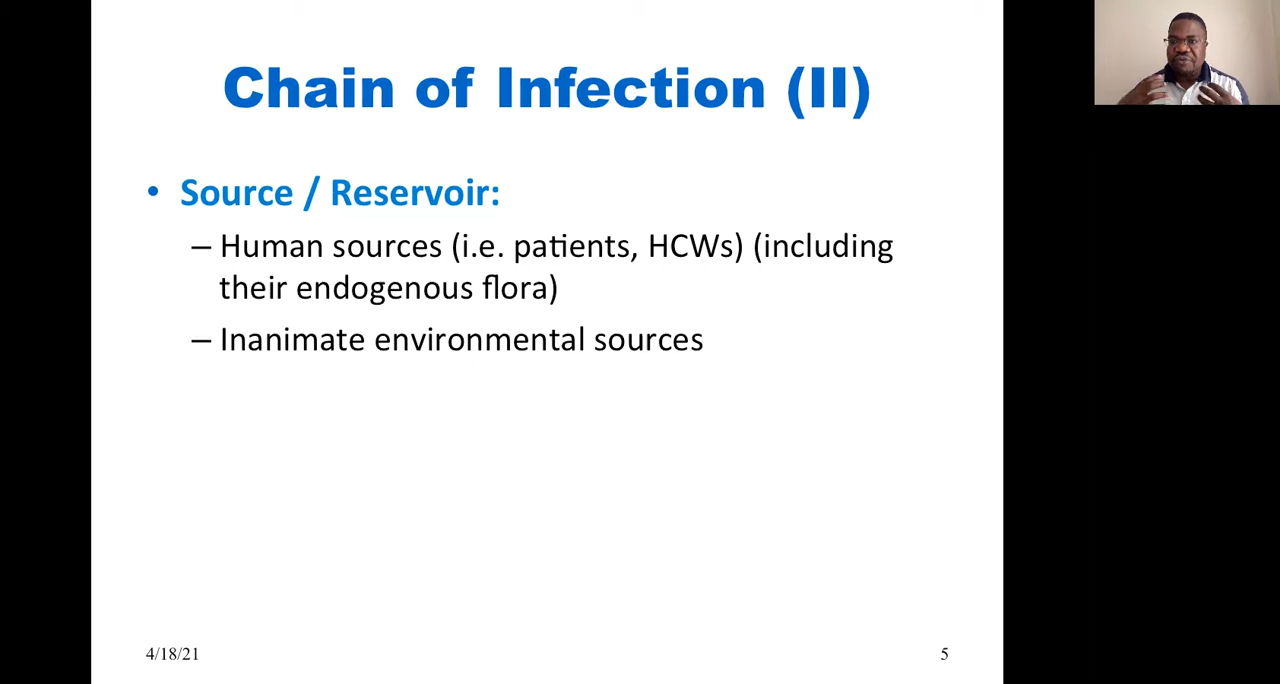 Chain of Infection (II)
• Source / Reservoir:
– Human sources (i.e. patients, HCWs) (including
their endogenous flora)
– Inanimate environmental sources
4/18/21
5